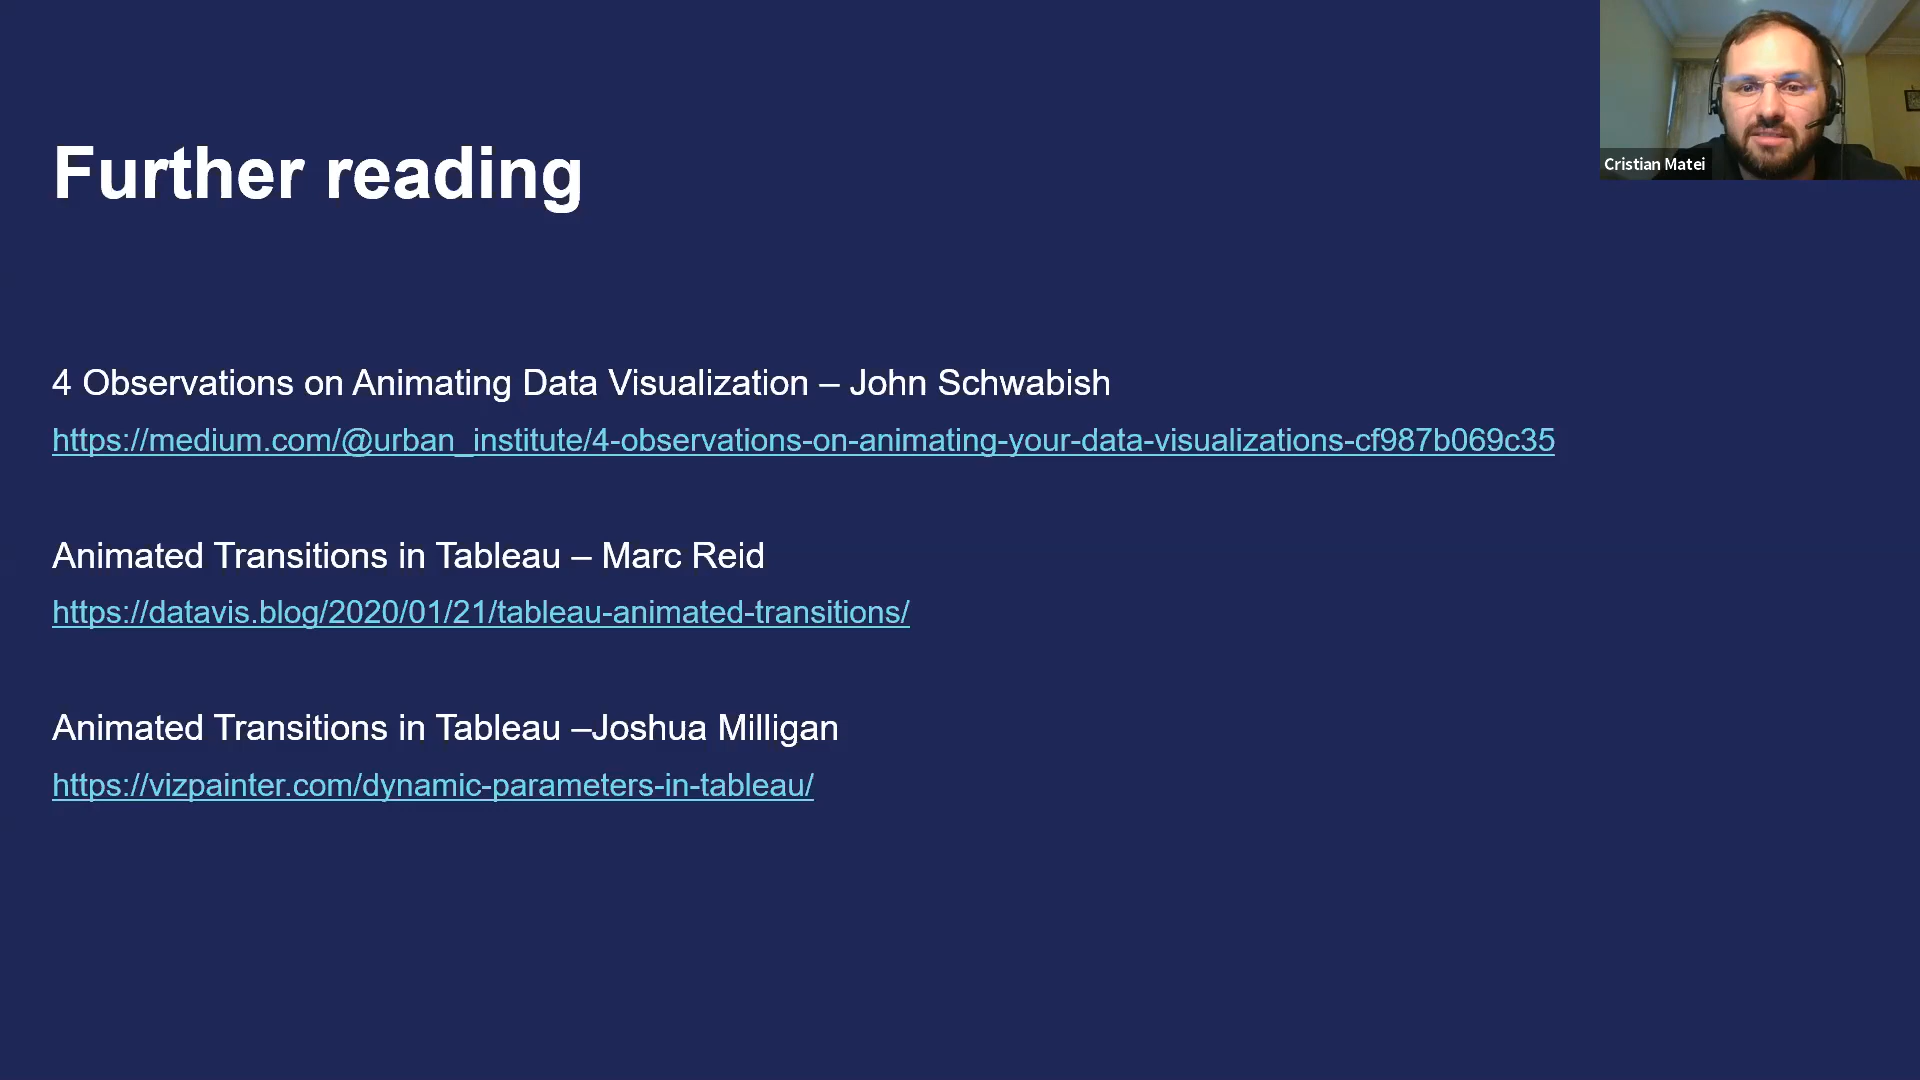 Cristian Matei
Further reading
4 Observations on Animating Data Visualization – John Schwabish
https://medium.com/@urban_institute/4-observations-on-animating-your-data-visualizations-cf987b069c35
Animated Transitions in Tableau – Marc Reid
https://datavis.blog/2020/01/21/tableau-animated-transitions/
Animated Transitions in Tableau –Joshua Milligan
https://vizpainter.com/dynamic-parameters-in-tableau/